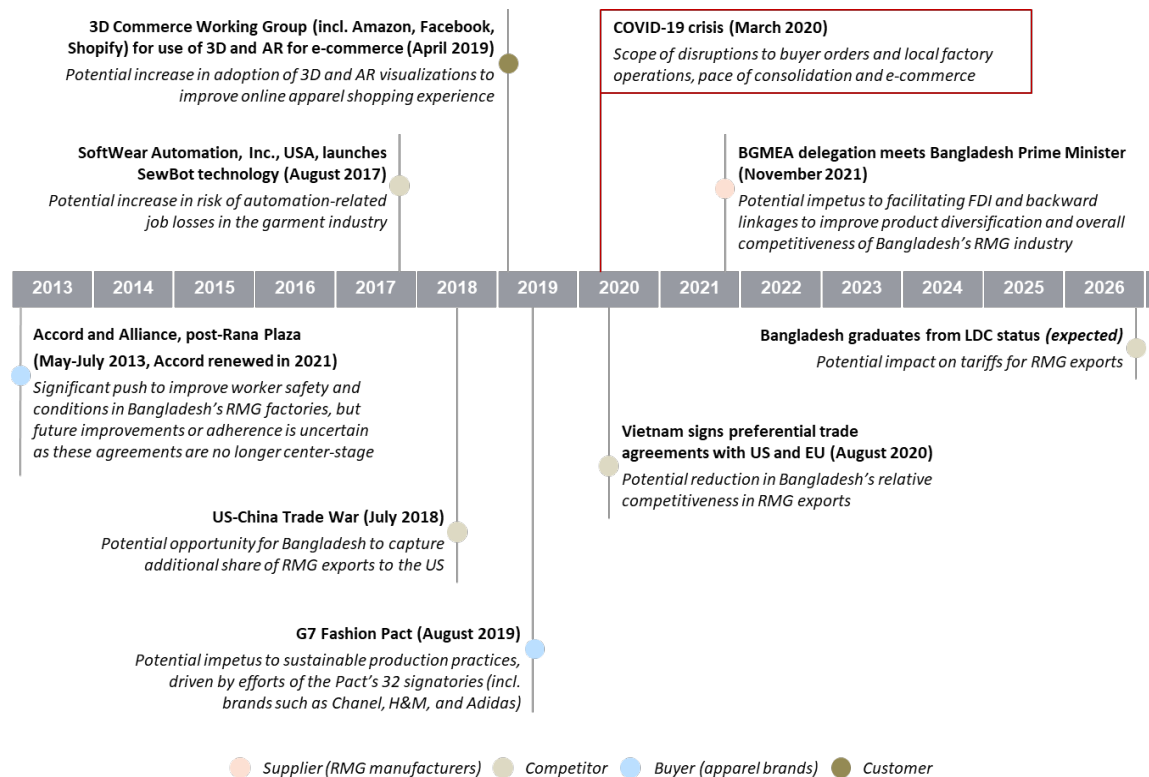 3D Commerce Working Group (incl. Amazon, Facebook,
Shopify) for use of 3D and AR for e-commerce (April 2019)
Potential increase in adoption of 3D and AR visualizations to
improve online apparel shopping experience
COVID-19 crisis (March 2020)
Scope of disruptions to buyer orders and local factory
operations, pace of consolidation and e-commerce
SoftWear Automation, Inc., USA, launches
SewBot technology (August 2017)
Potential increase in risk of automation-related
job losses in the garment industry
BGMEA delegation meets Bangladesh Prime Minister
(November 2021)
Potential impetus to facilitating FDI and backward
linkages to improve product diversification and overall
competitiveness of Bangladesh's RMG industry
2013 2014 2015 2016 2017 2018 2019 2020 2021 2022 2023 2024 2025 2026
Accord and Alliance, post-Rana Plaza
(May-July 2013, Accord renewed in 2021)
Significant push to improve worker safety and
conditions in Bangladesh's RMG factories, but
future improvements or adherence is uncertain
as these agreements are no longer center-stage
Bangladesh graduates from LDC status (expected)
Potential impact on tariffs for RMG exports
Vietnam signs preferential trade
agreements with US and EU (August 2020)
Potential reduction in Bangladesh's relative
competitiveness in RMG exports
US-China Trade War (July 2018)
Potential opportunity for Bangladesh to capture
additional share of RMG exports to the US
G7 Fashion Pact (August 2019)
Potential impetus to sustainable production practices,
driven by efforts of the Pact's 32 signatories (incl.
brands such as Chanel, H&M, and Adidas)
Supplier (RMG manufacturers) Competitor Buyer (apparel brands) Customer